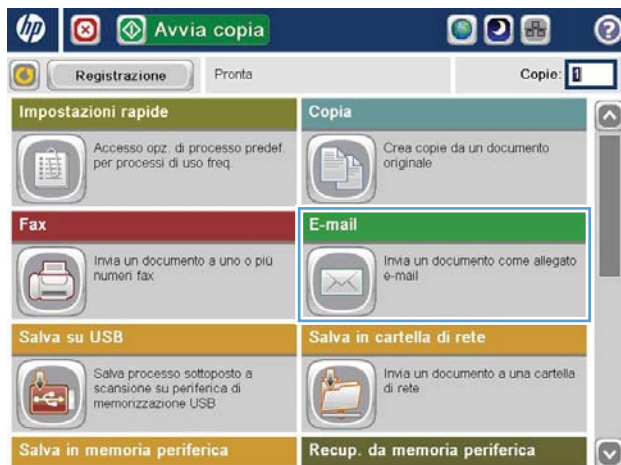 hp
Avvia copia
?
Registrazione
Pronta
Copie: 1
Impostazioni rapide
Accesso opz. di processo predef.
per processi di uso freq.
Copia
Crea copie da un documento
originale
Fax
Invia un documento a uno o più
numeri fax
E-mail
Invia un documento come allegato
e-mail
Salva su USB
Salva processo sottoposto a
scansione su periferica di
memorizzazione USB
Salva in cartella di rete
Invia un documento a una cartella
di rete
Salva in memoria periferica
Recup. da memoria periferica